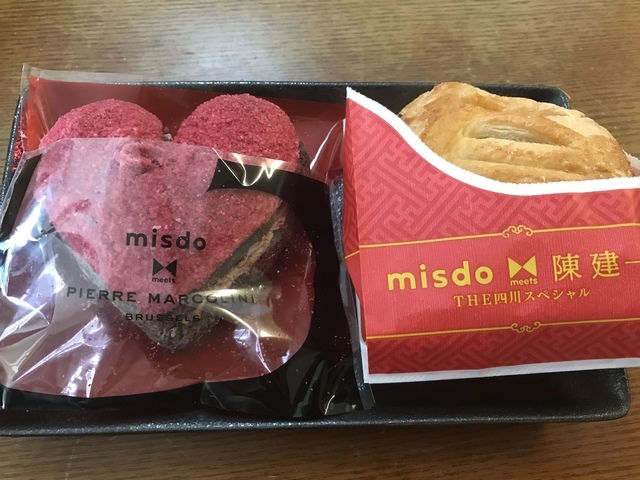 misdo
meets
PIERRE MARCOLINI
BRUSSELS
misdo meets 陳建一
THE四川スペシャル